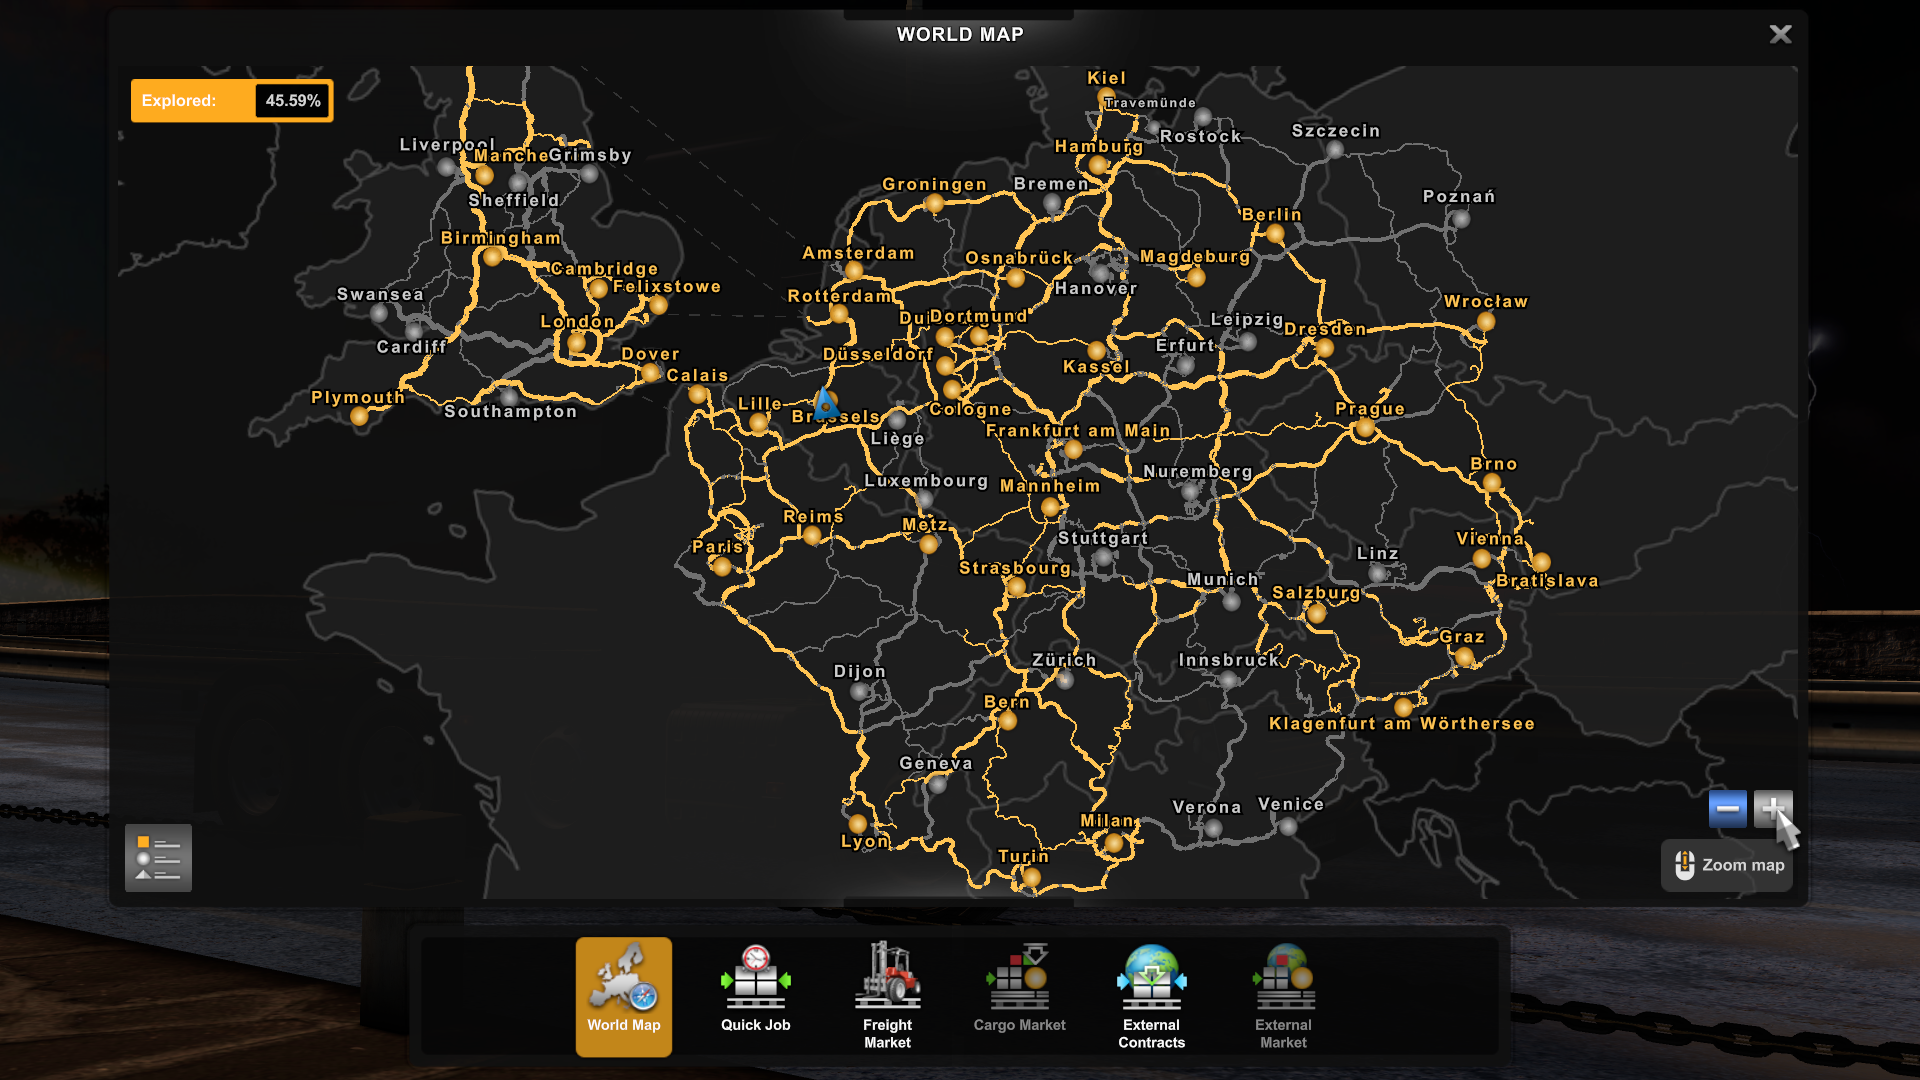 WORLD MAP
Explored: 45.59%
Kiel
Travemünde
Rostock
Szczecin
Liverpool
Manche
Grimsby
Hamburg
Sheffield
Groningen
Bremen
Poznań
Berlin
Birmingham
Amsterdam
Osnabrück
Magdeburg
Cambridge
Felixstowe
Hanover
Swansea
Rotterdam
Wrocław
London
Du
Dortmund
Leipzig
Dresden
Cardiff
Dover
Düsseldorf
Erfurt
Kassel
Calais
Plymouth
Lille
Southampton
Brussels
Cologne
Prague
Liège
Frankfurt am Main
Brno
Nuremberg
Luxembourg
Mannheim
Reims
Metz
Stuttgart
Vienna
Paris
Linz
Strasbourg
Munich
Bratislava
Salzburg
Graz
Zürich
Innsbruck
Dijon
Bern
Klagenfurt am Wörthersee
Geneva
Verona
Venice
Milan
Lyon
Turin
Zoom map
World Map
Quick Job
Freight
Market
Cargo Market
External
Contracts
External
Market